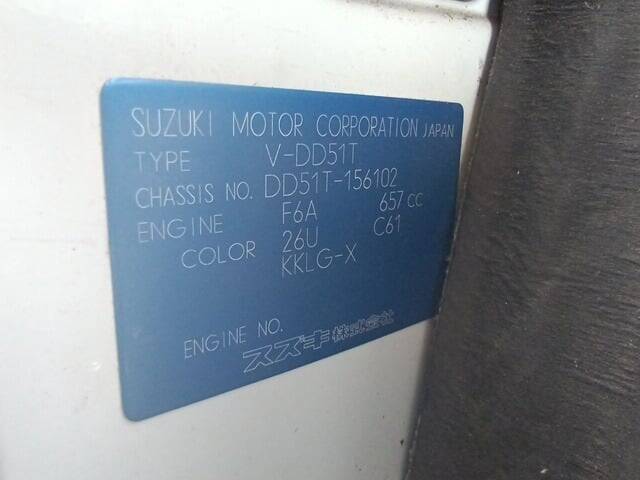 SUZUKI MOTOR CORPORATION JAPAN
TYPE V-DD51T
CHASSIS NO. DD51T-156102
ENGINE F6A 657 CC
COLOR 26U C61
KKLG-X
ENGINE NO.
スズキ株式会社